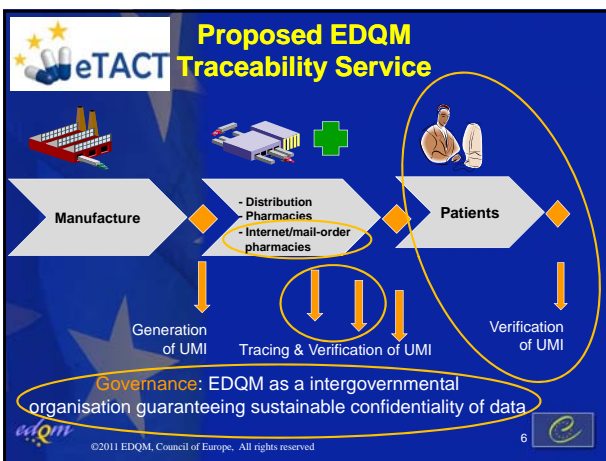 eTACT
Proposed EDQM
Traceability Service
Manufacture
- Distribution
- Pharmacies
- Internet/mail-order
pharmacies
Patients
Generation
of UMI
Tracing & Verification of UMI
Verification
of UMI
Governance: EDQM as a intergovernmental
organisation guaranteeing sustainable confidentiality of data
edQm
©2011 EDQM, Council of Europe, All rights reserved
6